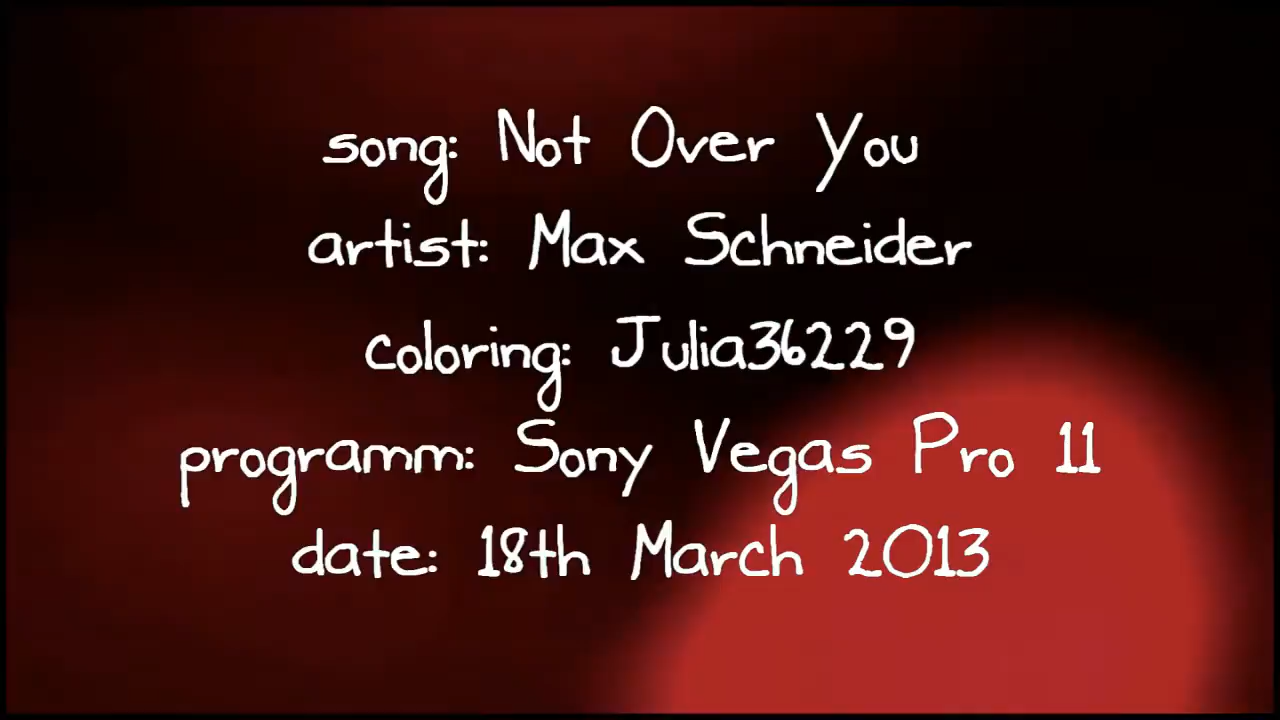 song: Not Over You
artist: Max Schneider
coloring: Julia36229
programm: Sony Vegas Pro 11
date: 18th March 2013